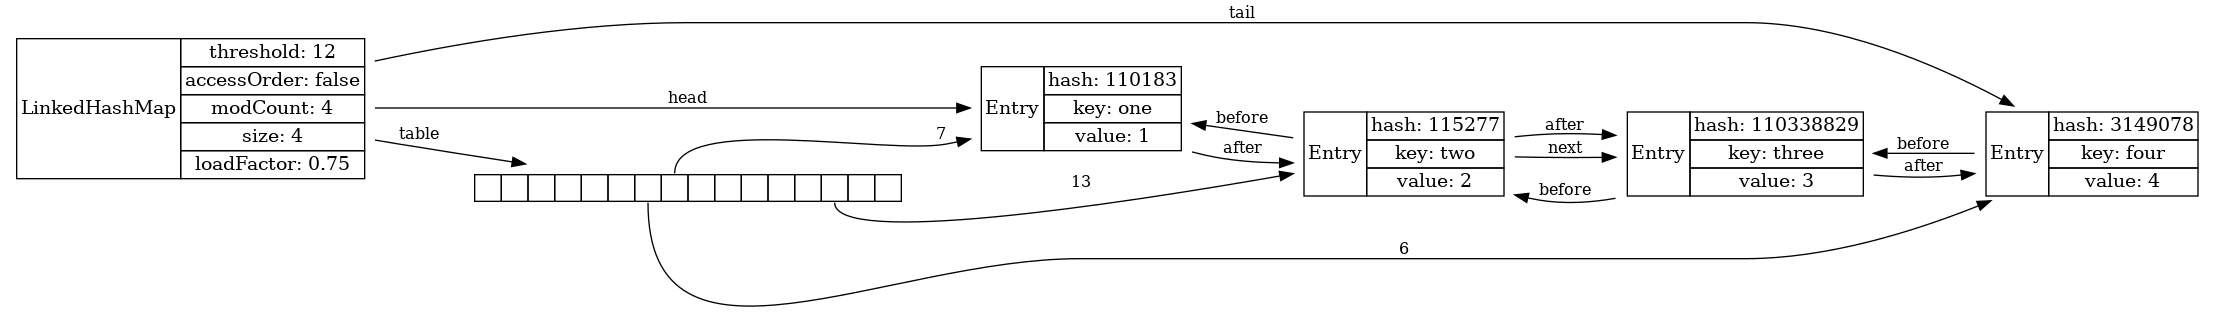 tail
LinkedHashMap
threshold: 12
accessOrder: false
modCount: 4
size: 4
loadFactor: 0.75
head
table
7
13
6
Entry
hash: 110183
key: one
value: 1
before
after
Entry
hash: 115277
key: two
value: 2
after
next
before
Entry
hash: 110338829
key: three
value: 3
before
after
Entry
hash: 3149078
key: four
value: 4